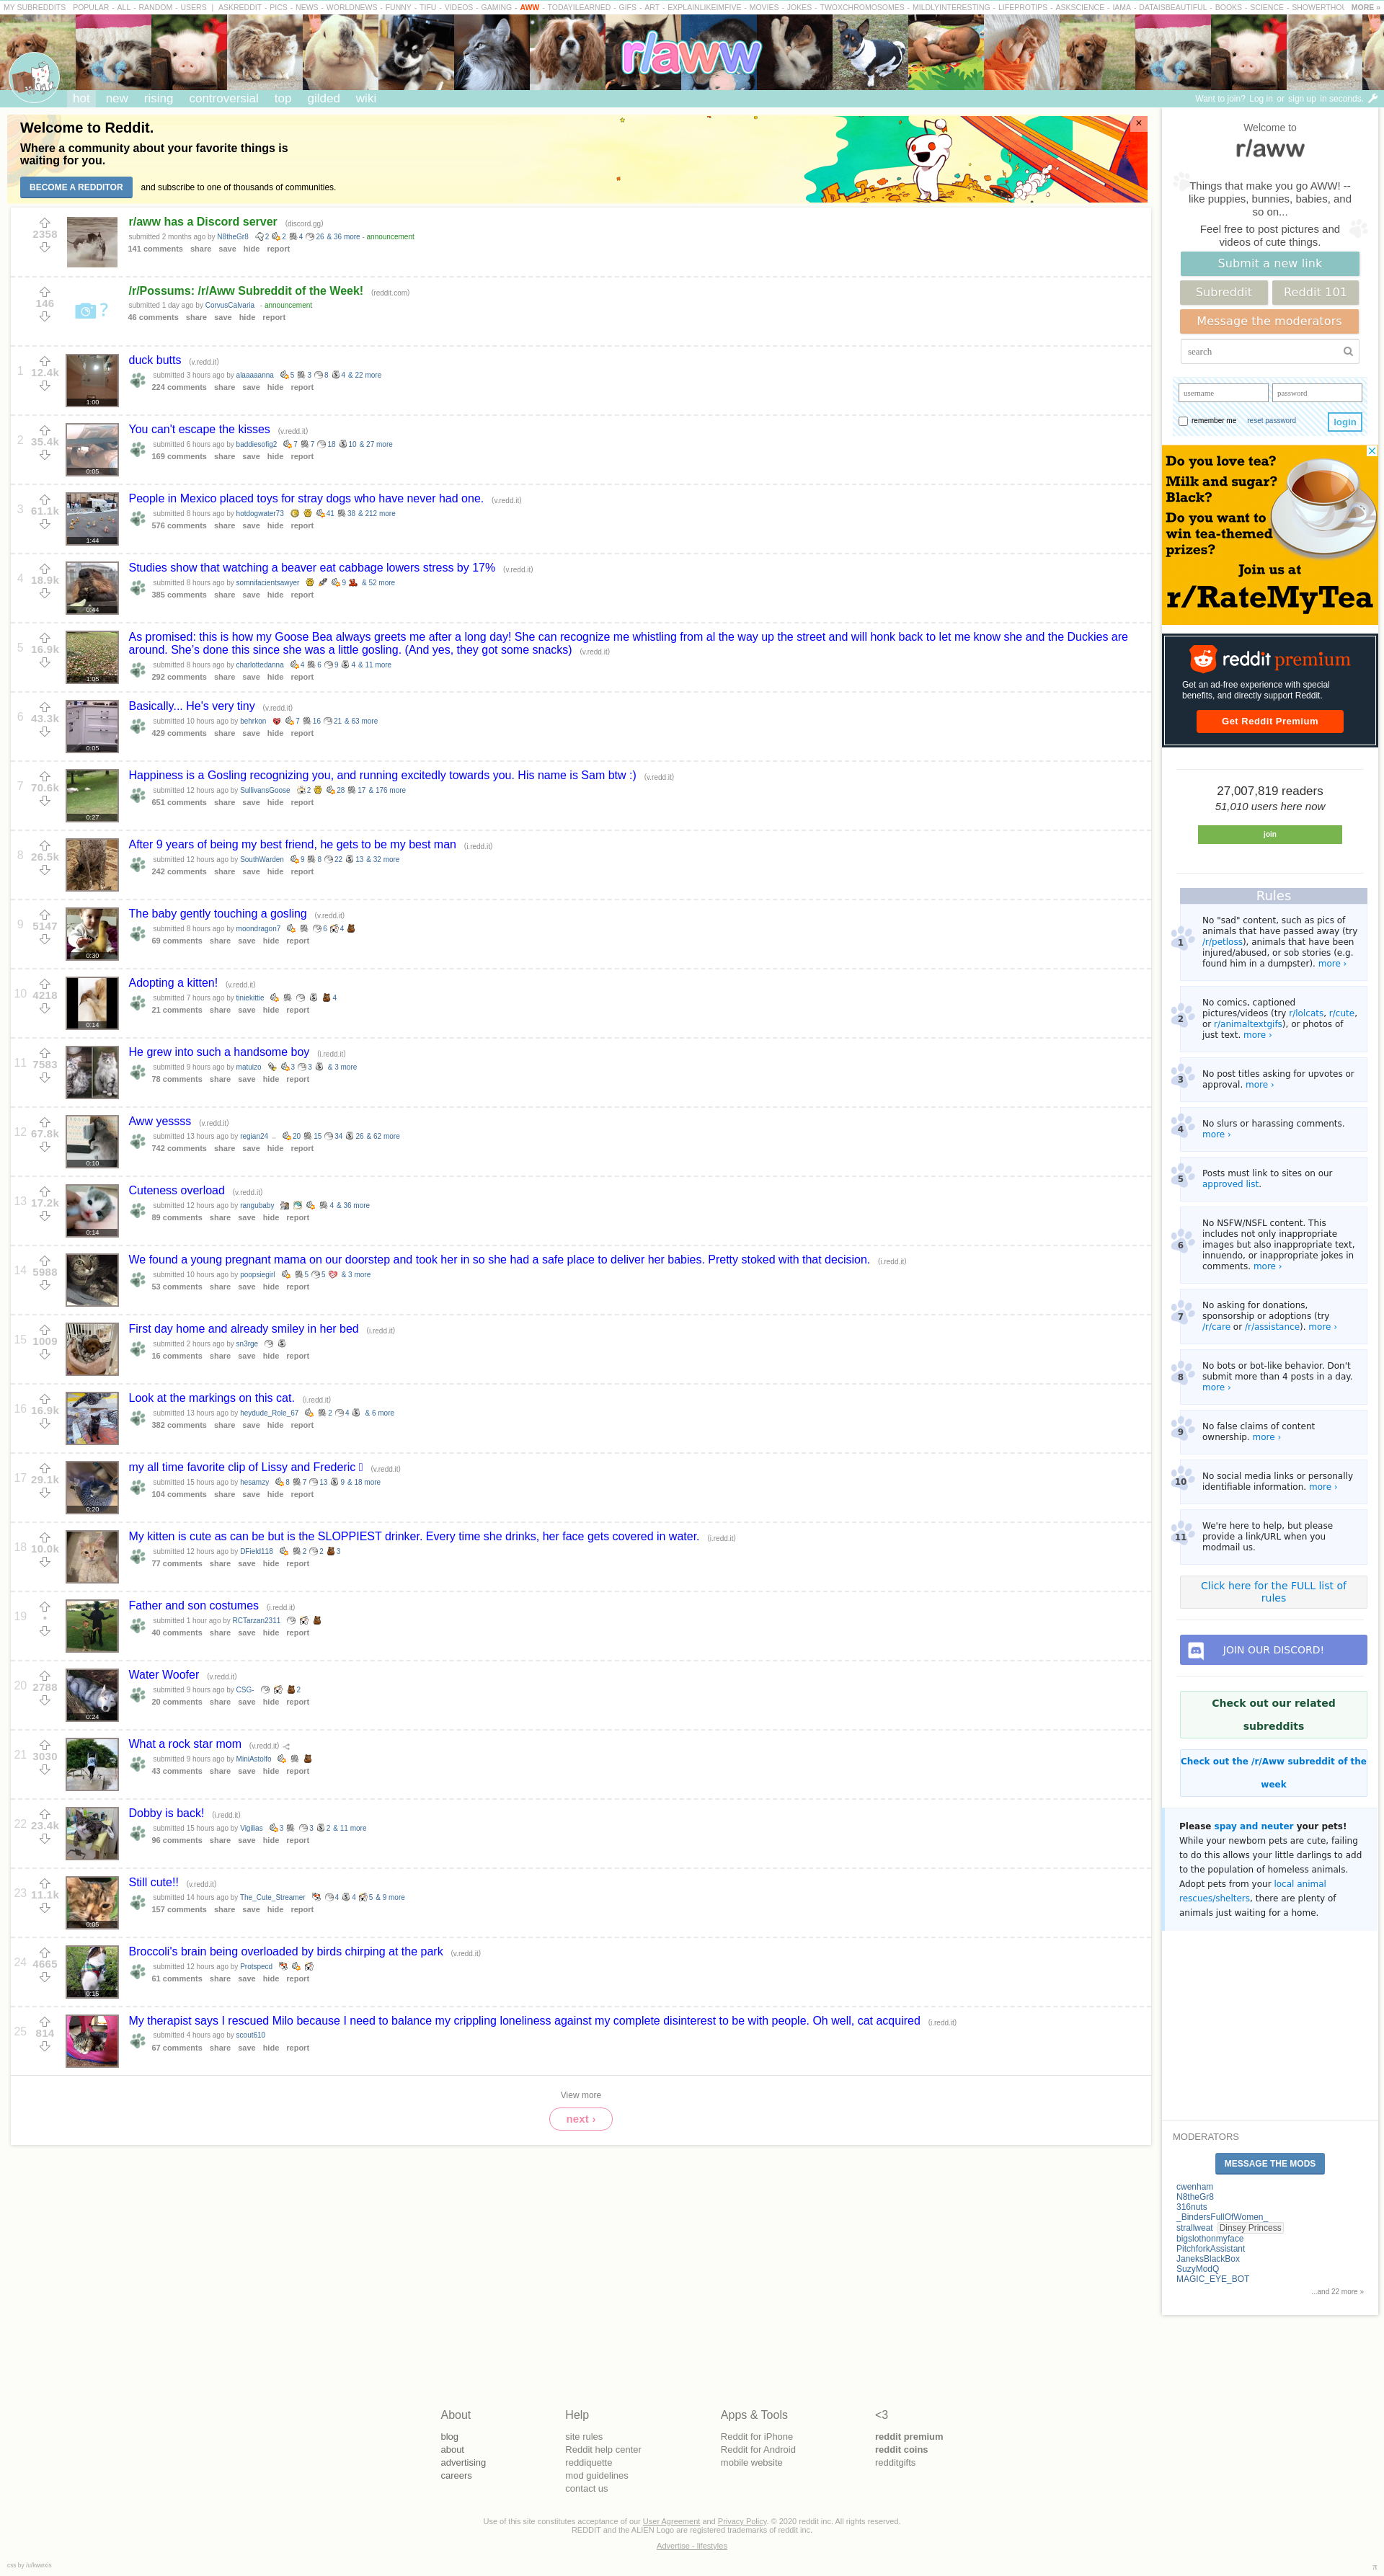 MY SUBREDDITS POPULAR - ALL - RANDOM - USERS | ASKREDDIT - PICS - NEWS - WORLDNEWS - FUNNY - TIFU - VIDEOS - GAMING - AWW - TODAYILEARNED - GIFS - ART - EXPLAINLIKEIMFIVE - MOVIES - JOKES - TWOXCHROMOSOMES - MILDLYINTERESTING - LIFEPROTIPS - ASKSCIENCE - IAMA - DATAISBEAUTIFUL - BOOKS - SCIENCE - SHOWERTHOU MORE »
r/aww
hot new rising controversial top gilded wiki
Want to join? Log in or sign up in seconds.
Welcome to Reddit.
Where a community about your favorite things is
waiting for you.
BECOME A REDDITOR and subscribe to one of thousands of communities.
r/aww has a Discord server (discord.gg)
2358
submitted 2 months ago by N8theGr8 2 2 4 26 & 36 more - announcement
141 comments share save hide report
/r/Possums: /r/Aww Subreddit of the Week! (reddit.com)
146
submitted 1 day ago by CorvusCalvaria - announcement
46 comments share save hide report
1 12.4k 1:00
duck butts (v.redd.it)
submitted 3 hours ago by alaaaaanna 5 3 8 4 & 22 more
224 comments share save hide report
2 35.4k 0:05
You can't escape the kisses (v.redd.it)
submitted 6 hours ago by baddiesofig2 7 7 18 10 & 27 more
169 comments share save hide report
3 61.1k 1:44
People in Mexico placed toys for stray dogs who have never had one. (v.redd.it)
submitted 8 hours ago by hotdogwater73 41 38 & 212 more
576 comments share save hide report
4 18.9k 0:44
Studies show that watching a beaver eat cabbage lowers stress by 17% (v.redd.it)
submitted 8 hours ago by somnifacientsawyer 9 & 52 more
385 comments share save hide report
5 16.9k 1:05
As promised: this is how my Goose Bea always greets me after a long day! She can recognize me whistling from al the way up the street and will honk back to let me know she and the Duckies are
around. She's done this since she was a little gosling. (And yes, they got some snacks) (v.redd.it)
submitted 8 hours ago by charlottedanna 4 6 9 4 & 11 more
292 comments share save hide report
6 43.3k 0:05
Basically... He's very tiny (v.redd.it)
submitted 10 hours ago by behrkon 7 16 21 & 63 more
429 comments share save hide report
7 70.6k 0:27
Happiness is a Gosling recognizing you, and running excitedly towards you. His name is Sam btw :) (v.redd.it)
submitted 12 hours ago by SullivansGoose 2 28 17 & 176 more
651 comments share save hide report
8 26.5k
After 9 years of being my best friend, he gets to be my best man (i.redd.it)
submitted 12 hours ago by SouthWarden 9 8 22 13 & 32 more
242 comments share save hide report
9 5147 0:30
The baby gently touching a gosling (v.redd.it)
submitted 8 hours ago by moondragon7 6 4
69 comments share save hide report
10 4218 0:14
Adopting a kitten! (v.redd.it)
submitted 7 hours ago by tiniekittie 4
21 comments share save hide report
11 7583
He grew into such a handsome boy (i.redd.it)
submitted 9 hours ago by matuizo 3 3 & 3 more
78 comments share save hide report
12 67.8k 0:10
Aww yessss (v.redd.it)
submitted 13 hours ago by regian24 .. 20 15 34 26 & 62 more
742 comments share save hide report
13 17.2k 0:14
Cuteness overload (v.redd.it)
submitted 12 hours ago by rangubaby 4 & 36 more
89 comments share save hide report
14 5988
We found a young pregnant mama on our doorstep and took her in so she had a safe place to deliver her babies. Pretty stoked with that decision. (i.redd.it)
submitted 10 hours ago by poopsiegirl 5 5 & 3 more
53 comments share save hide report
15 1009
First day home and already smiley in her bed (i.redd.it)
submitted 2 hours ago by sn3rge
16 comments share save hide report
16 16.9k
Look at the markings on this cat. (i.redd.it)
submitted 13 hours ago by heydude_Role_67 2 4 & 6 more
382 comments share save hide report
17 29.1k 0:20
my all time favorite clip of Lissy and Frederic (v.redd.it)
submitted 15 hours ago by hesamzy 8 7 13 9 & 18 more
104 comments share save hide report
18 10.0k
My kitten is cute as can be but is the SLOPPIEST drinker. Every time she drinks, her face gets covered in water. (i.redd.it)
submitted 12 hours ago by DField118 2 2 3
77 comments share save hide report
19 •
Father and son costumes (i.redd.it)
submitted 1 hour ago by RCTarzan2311
40 comments share save hide report
20 2788 0:24
Water Woofer (v.redd.it)
submitted 9 hours ago by CSG- 2
20 comments share save hide report
21 3030
What a rock star mom (v.redd.it)
submitted 9 hours ago by MiniAstolfo
43 comments share save hide report
22 23.4k
Dobby is back! (i.redd.it)
submitted 15 hours ago by Vigilias 3 3 2 & 11 more
96 comments share save hide report
23 11.1k 0:05
Still cute!! (v.redd.it)
submitted 14 hours ago by The_Cute_Streamer 4 4 5 & 9 more
157 comments share save hide report
24 4665 0:15
Broccoli's brain being overloaded by birds chirping at the park (v.redd.it)
submitted 12 hours ago by Protspecd
61 comments share save hide report
25 814
My therapist says I rescued Milo because I need to balance my crippling loneliness against my complete disinterest to be with people. Oh well, cat acquired (i.redd.it)
submitted 4 hours ago by scout610
67 comments share save hide report
View more
next ›
Welcome to
r/aww
Things that make you go AWW! --
like puppies, bunnies, babies, and
so on...
Feel free to post pictures and
videos of cute things.
Submit a new link
Subreddit Reddit 101
Message the moderators
search
username password
remember me reset password login
Do you love tea?
Milk and sugar?
Black?
Do you want to
win tea-themed
prizes?
Join us at
r/RateMyTea
reddit premium
Get an ad-free experience with special
benefits, and directly support Reddit.
Get Reddit Premium
27,007,819 readers
51,010 users here now
join
Rules
1
No "sad" content, such as pics of
animals that have passed away (try
/r/petloss), animals that have been
injured/abused, or sob stories (e.g.
found him in a dumpster). more ›
2
No comics, captioned
pictures/videos (try r/lolcats, r/cute,
or r/animaltextgifs), or photos of
just text. more ›
3
No post titles asking for upvotes or
approval. more ›
4
No slurs or harassing comments.
more ›
5
Posts must link to sites on our
approved list.
6
No NSFW/NSFL content. This
includes not only inappropriate
images but also inappropriate text,
innuendo, or inappropriate jokes in
comments. more ›
7
No asking for donations,
sponsorship or adoptions (try
/r/care or /r/assistance). more ›
8
No bots or bot-like behavior. Don't
submit more than 4 posts in a day.
more ›
9
No false claims of content
ownership. more ›
10
No social media links or personally
identifiable information. more ›
11
We're here to help, but please
provide a link/URL when you
modmail us.
Click here for the FULL list of
rules
JOIN OUR DISCORD!
Check out our related
subreddits
Check out the /r/Aww subreddit of the
week
Please spay and neuter your pets!
While your newborn pets are cute, failing
to do this allows your little darlings to add
to the population of homeless animals.
Adopt pets from your local animal
rescues/shelters, there are plenty of
animals just waiting for a home.
MODERATORS
MESSAGE THE MODS
cwenham
N8theGr8
316nuts
_BindersFullOfWomen_
strallweat Dinsey Princess
bigslothonmyface
PitchforkAssistant
JaneksBlackBox
SuzyModQ
MAGIC_EYE_BOT
...and 22 more »
About
blog
about
advertising
careers
Help
site rules
Reddit help center
reddiquette
mod guidelines
contact us
Apps & Tools
Reddit for iPhone
Reddit for Android
mobile website
<3
reddit premium
reddit coins
redditgifts
Use of this site constitutes acceptance of our User Agreement and Privacy Policy. © 2020 reddit inc. All rights reserved.
REDDIT and the ALIEN Logo are registered trademarks of reddit inc.
Advertise - lifestyles
css by /u/kwwxis
π